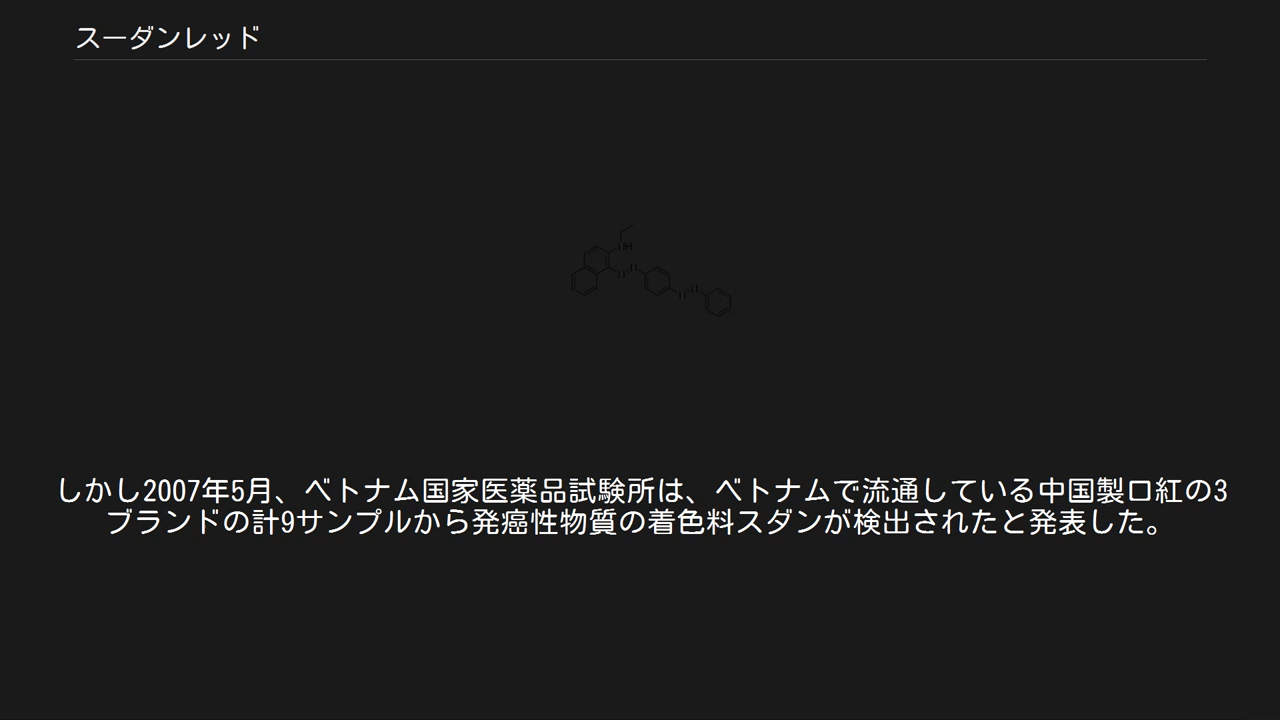 スーダンレッド
NH
しかし2007年5月、ベトナム国家医薬品試験所は、ベトナムで流通している中国製口紅の3
ブランドの計9サンプルから発癌性物質の着色料スダンが検出されたと発表した。